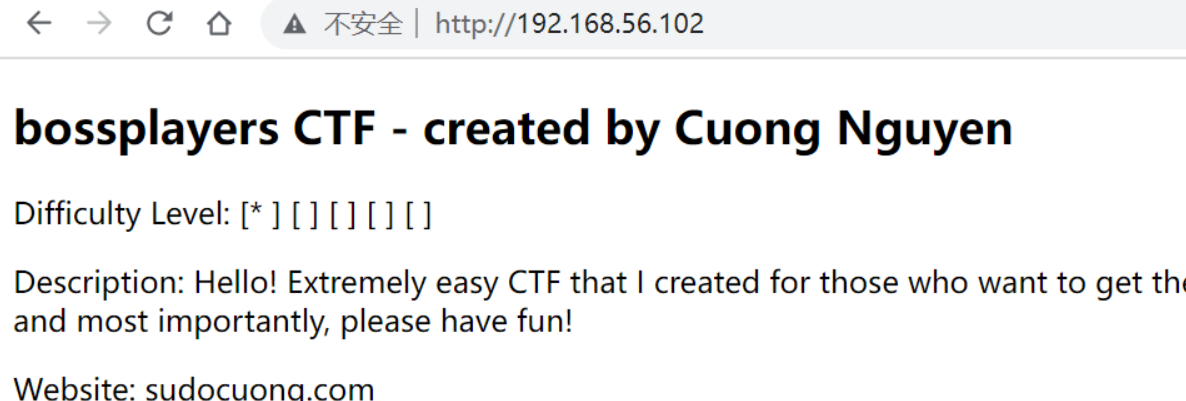 不安全 | http://192.168.56.102
bossplayers CTF - created by Cuong Nguyen
Difficulty Level: [* ] [ ] [ ] [ ] [ ]
Description: Hello! Extremely easy CTF that I created for those who want to get the
and most importantly, please have fun!
Website: sudocuong.com